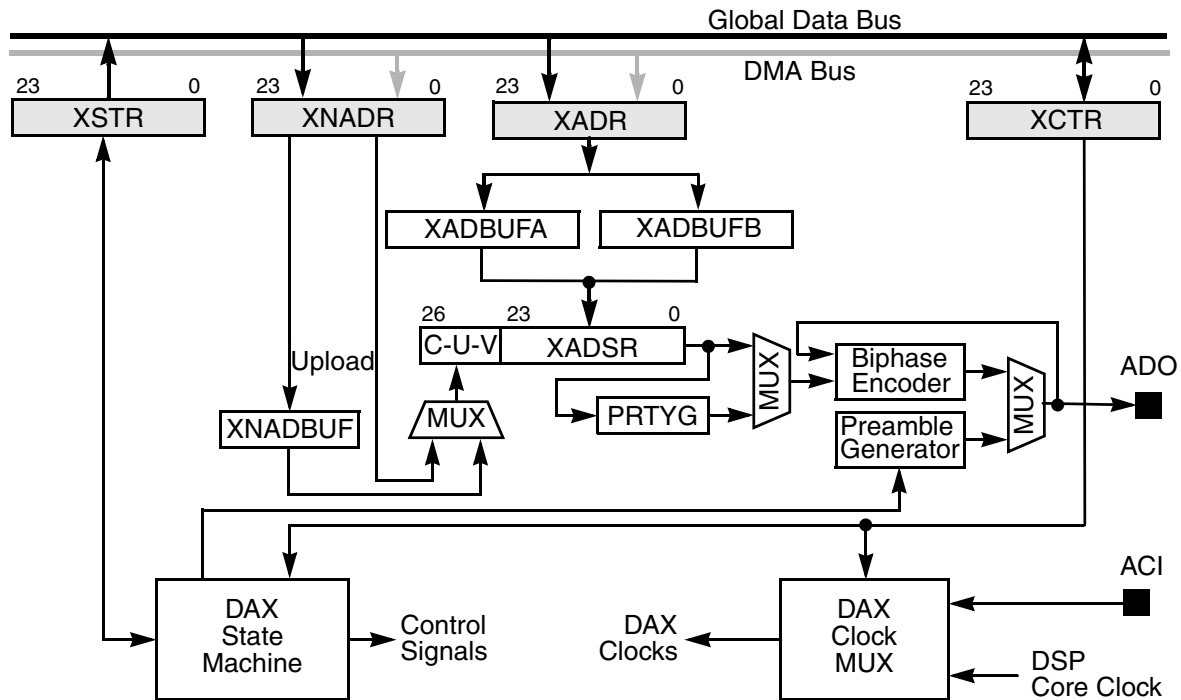 Global Data Bus
DMA Bus
23 0
23 0
23 0
23 0
XSTR
XNADR
XADR
XCTR
XADBUFA
XADBUFB
26 23 0
C-U-V
XADSR
Upload
MUX
XNADBUF
PRTYG
MUX
Biphase
Encoder
Preamble
Generator
MUX
ADO
ACI
DAX
State
Machine
Control
Signals
DAX
Clocks
DAX
Clock
MUX
DSP
Core Clock